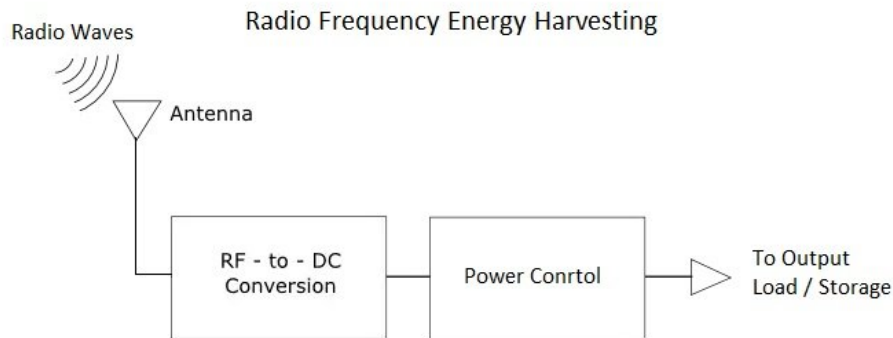 Radio Frequency Energy Harvesting
Radio Waves
Antenna
RF - to - DC
Conversion
Power Conrtol
To Output
Load / Storage